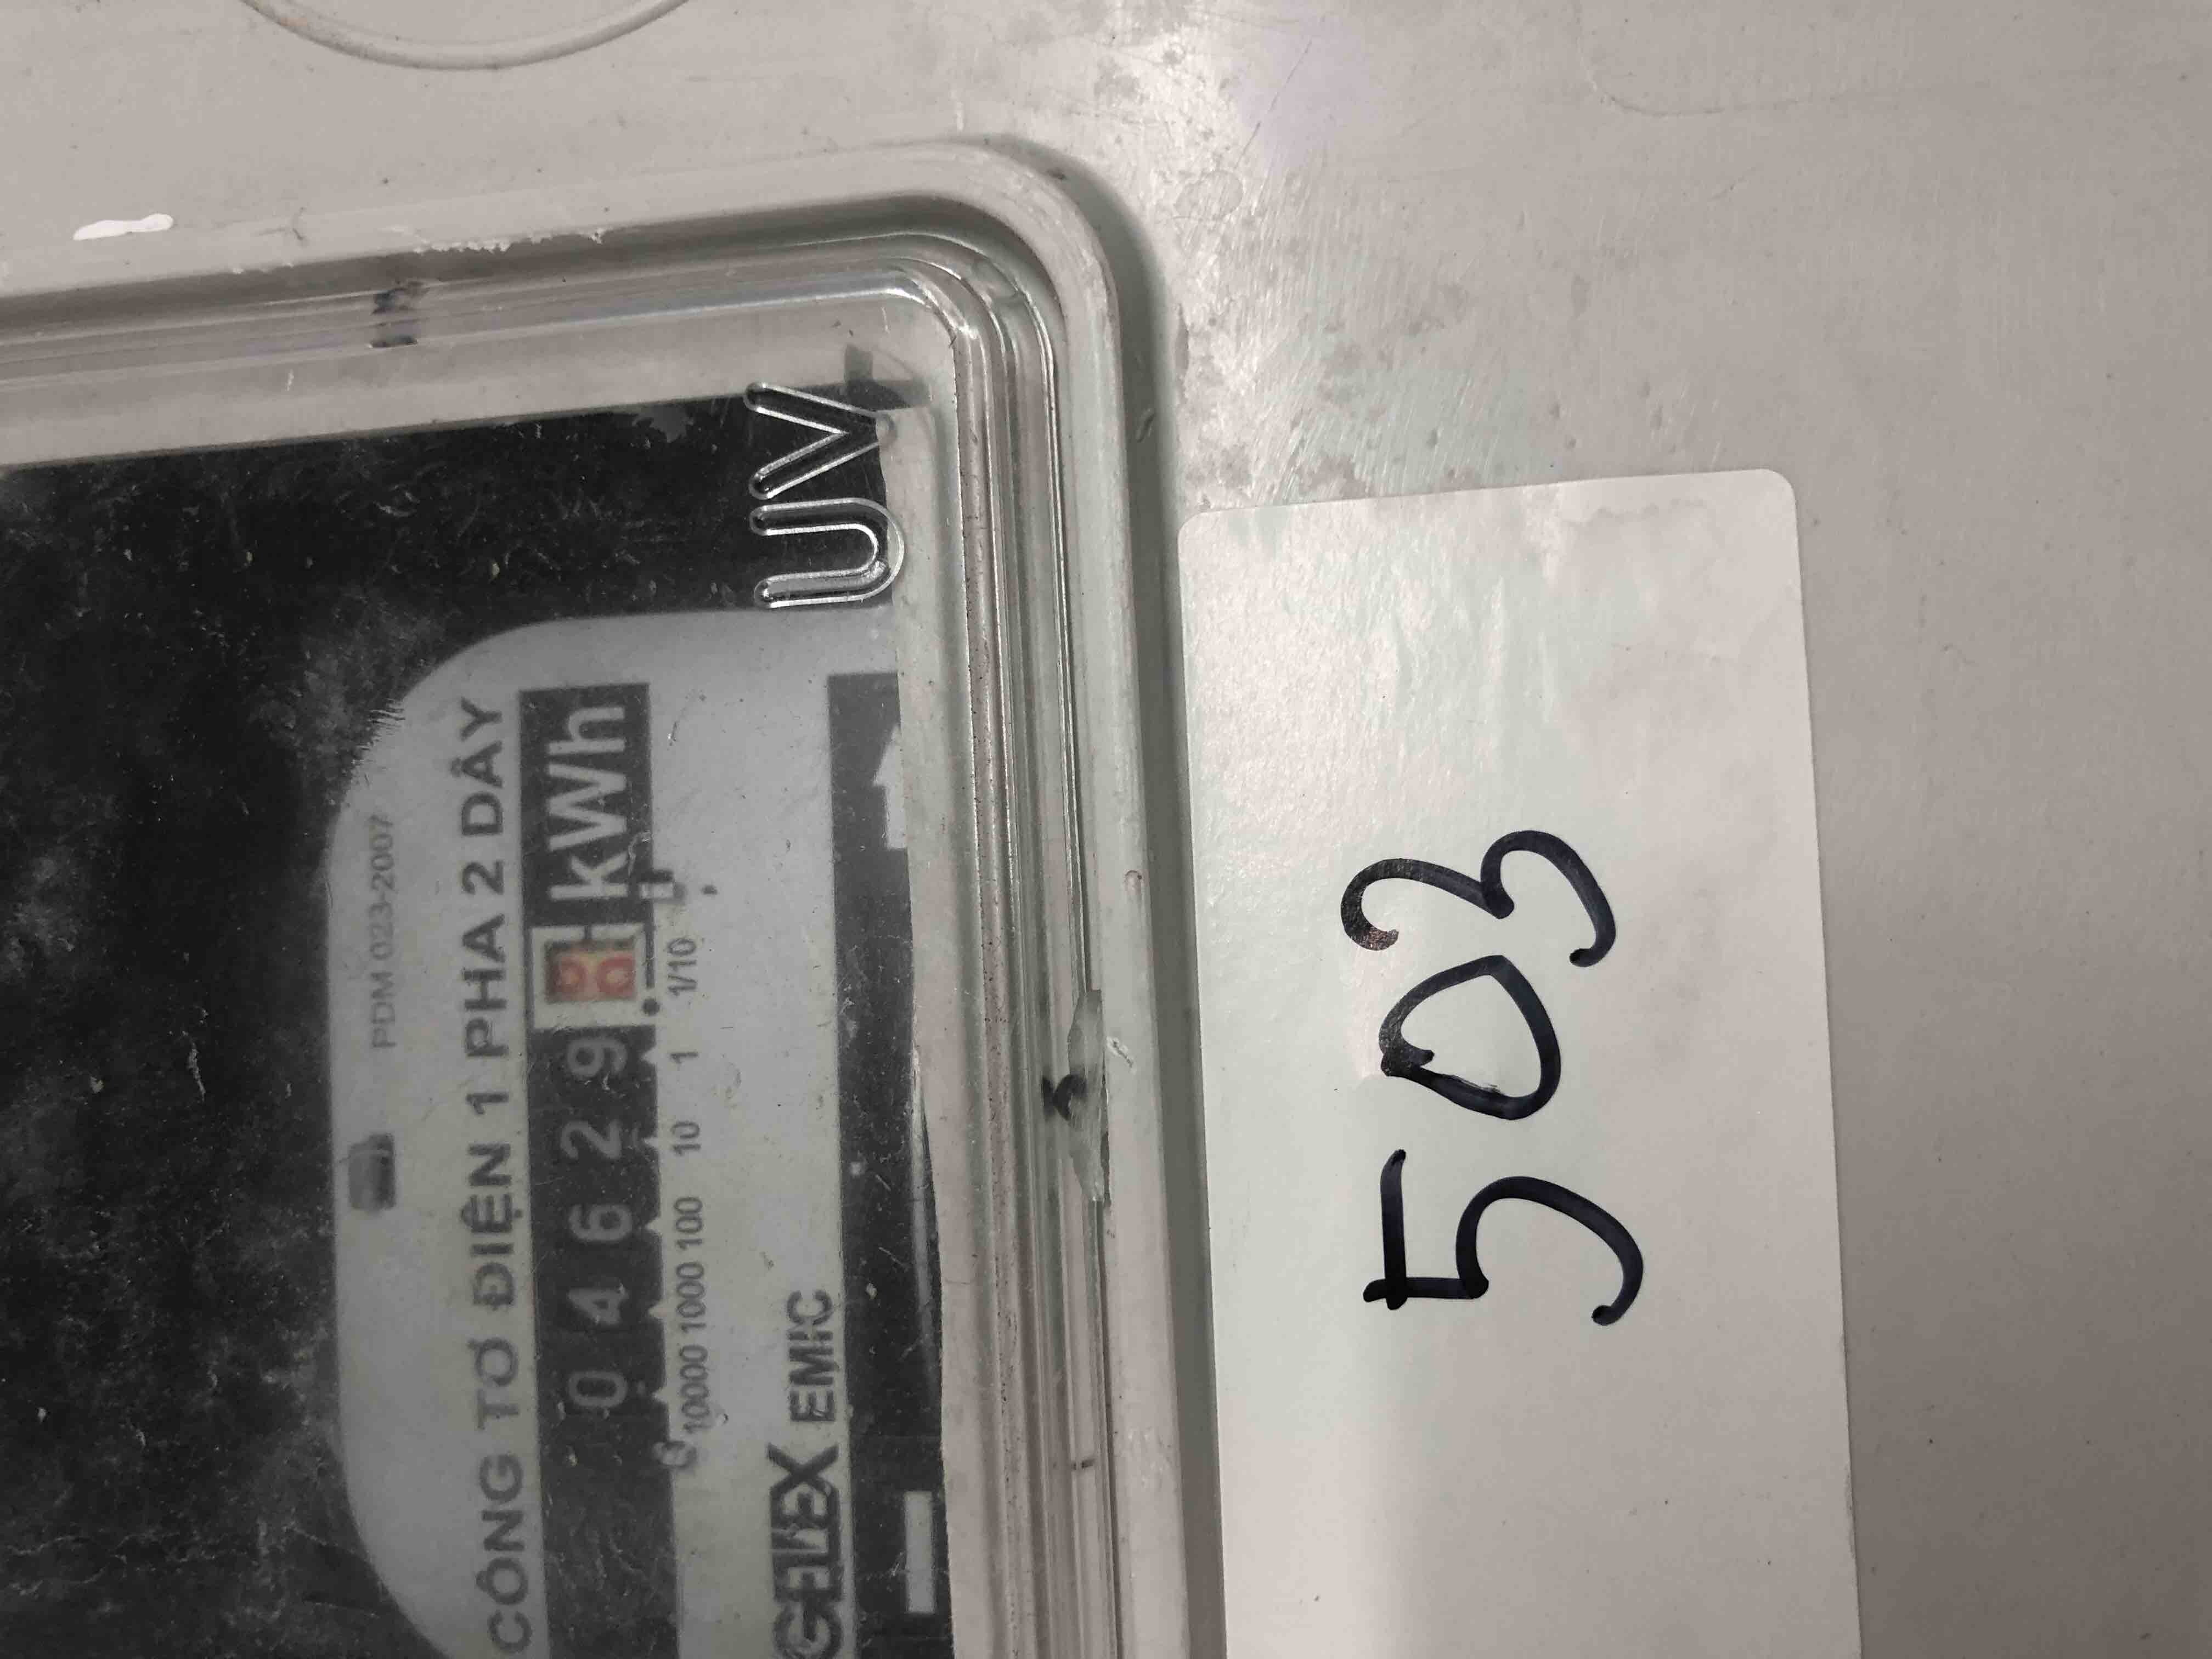 UV
PDM 023-2007
CÔNG TƠ ĐIỆN 1 PHA 2 DÂY
0 4 6 2 9 kWh
10000 1000 100 10 1 1/10
GELEX EMIC
503